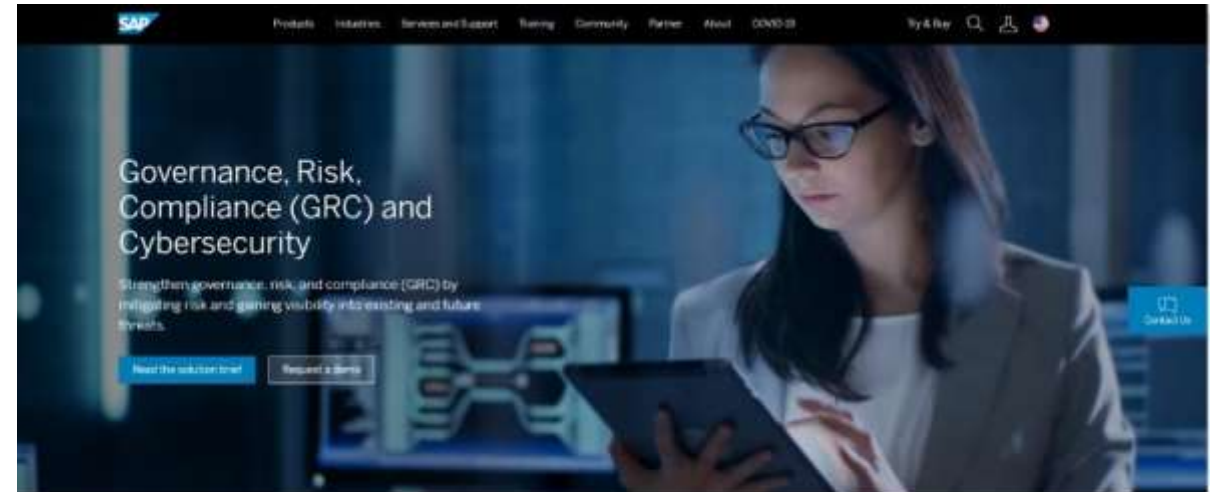 SAP
Products Industries Services and Support Training Community Partner About COVID-19
Try & Buy
Governance, Risk,
Compliance (GRC) and
Cybersecurity
Strengthen governance, risk, and compliance (GRC) by
mitigating risk and gaining visibility into existing and future
threats.
Read the solution brief Request a demo
Contact Us